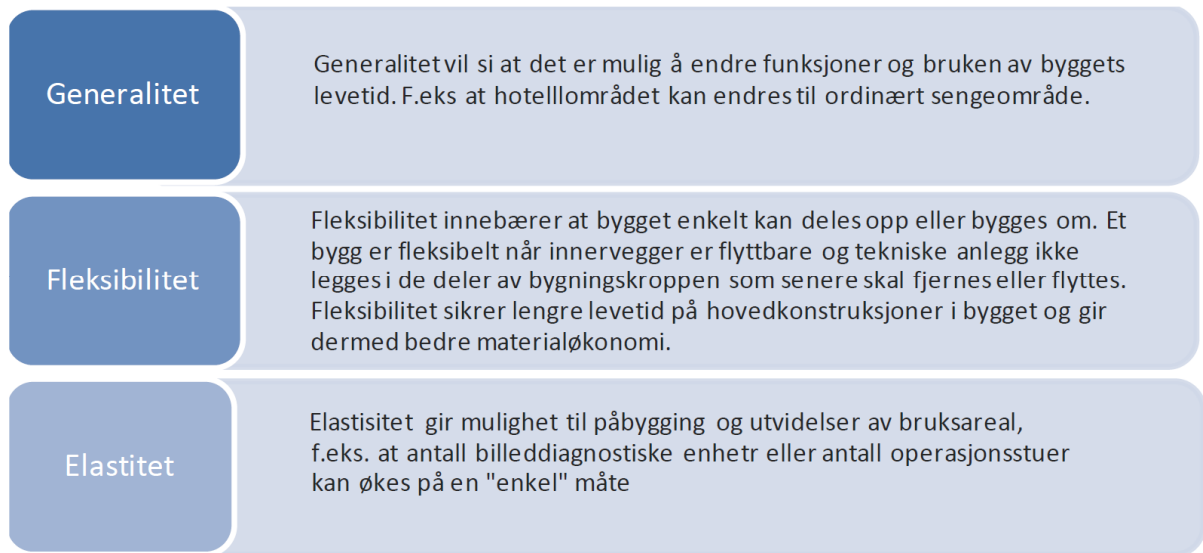 Generalitet
Generalitet vil si at det er mulig å endre funksjoner og bruken av byggets
levetid. F.eks at hotelllområdet kan endres til ordinært sengeområde.
Fleksibilitet
Fleksibilitet innebærer at bygget enkelt kan deles opp eller bygges om. Et
bygg er fleksibelt når innervegger er flyttbare og tekniske anlegg ikke
legges i de deler av bygningskroppen som senere skal fjernes eller flyttes.
Fleksibilitet sikrer lengre levetid på hovedkonstruksjoner i bygget og gir
dermed bedre materialøkonomi.
Elastitet
Elastisitet gir mulighet til påbygging og utvidelser av bruksareal,
f.eks. at antall billeddiagnostiske enhetr eller antall operasjonsstuer
kan økes på en "enkel" måte